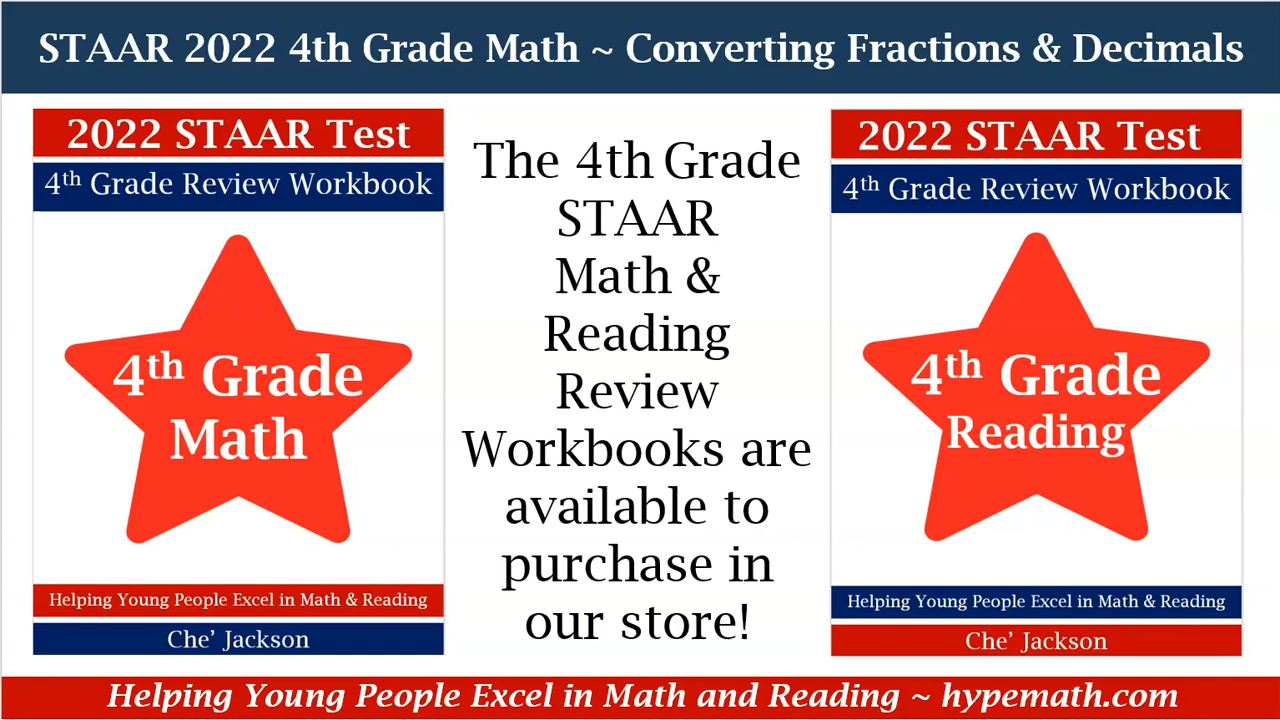 STAAR 2022 4th Grade Math ~ Converting Fractions & Decimals
2022 STAAR Test
4th Grade Review Workbook
4th Grade
Math
Helping Young People Excel in Math & Reading
Che’ Jackson
The 4th Grade
STAAR
Math &
Reading
Review
Workbooks are
available to
purchase in
our store!
2022 STAAR Test
4th Grade Review Workbook
4th Grade
Reading
Helping Young People Excel in Math & Reading
Che’ Jackson
Helping Young People Excel in Math and Reading ~ hypemath.com